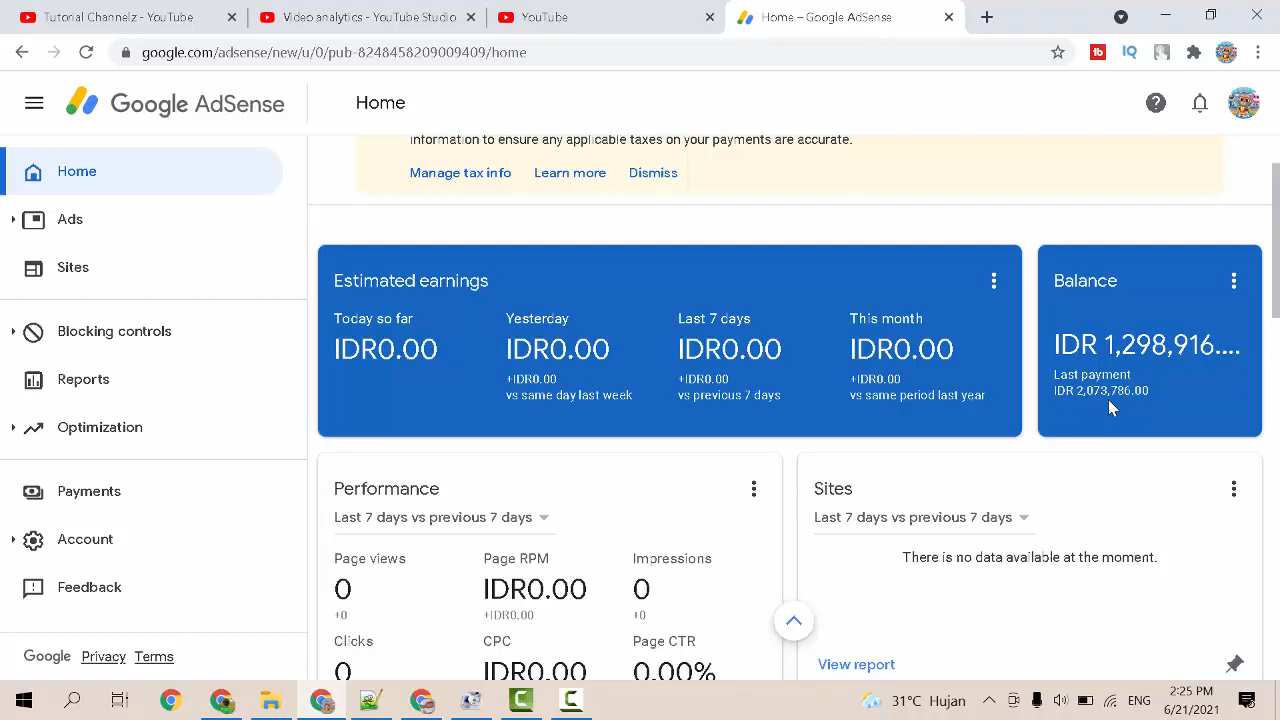 Tutorial Channelz - YouTube
Video analytics - YouTube Studio
YouTube
Home – Google AdSense
google.com/adsense/new/u/0/pub-8248458209009409/home
Google AdSense
Home
information to ensure any applicable taxes on your payments are accurate.
Manage tax info
Learn more
Dismiss
Home
Ads
Sites
Blocking controls
Reports
Optimization
Payments
Account
Feedback
Google Privacy Terms
Estimated earnings
Today so far
IDR0.00
Yesterday
IDR0.00
+IDR0.00
vs same day last week
Last 7 days
IDR0.00
+IDR0.00
vs previous 7 days
This month
IDR0.00
+IDR0.00
vs same period last year
Balance
IDR 1,298,916....
Last payment
IDR 2,073,786.00
Performance
Last 7 days vs previous 7 days
Page views
0
+0
Page RPM
IDR0.00
+IDR0.00
Impressions
0
+0
Clicks
0
CPC
IDR0.00
Page CTR
0.00%
Sites
Last 7 days vs previous 7 days
There is no data available at the moment.
View report
31°C Hujan
ENG
2:25 PM
6/21/2021